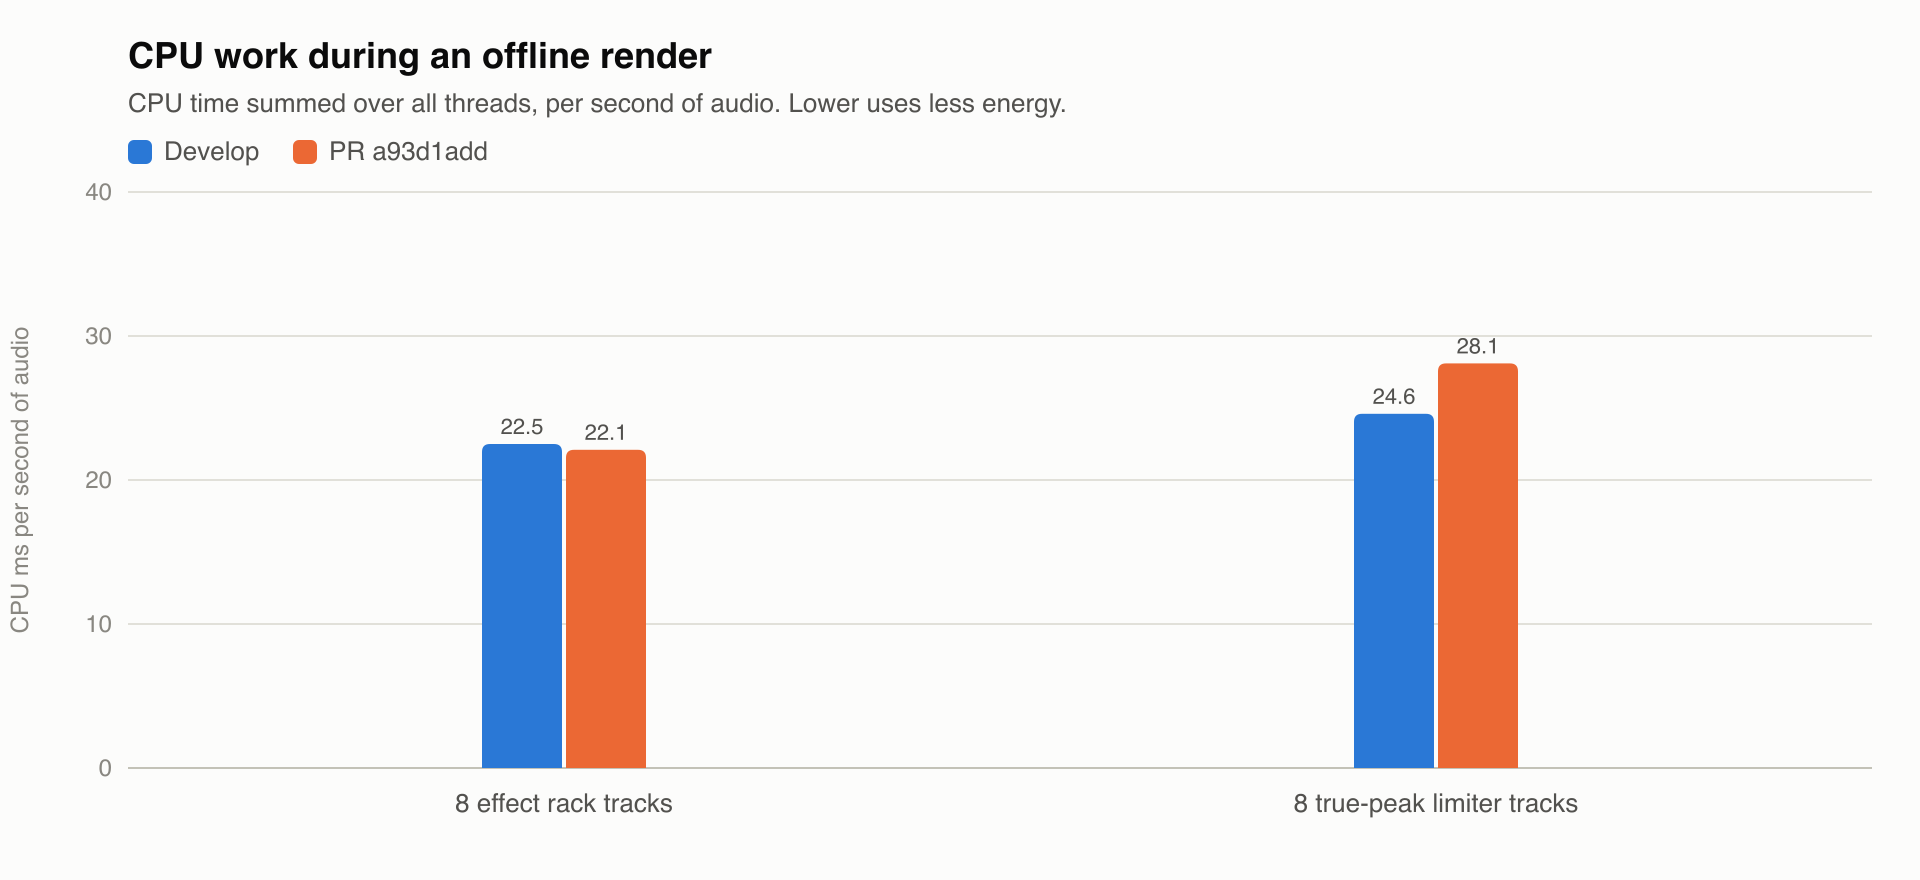 CPU work during an offline render
CPU time summed over all threads, per second of audio. Lower uses less energy.
Develop
PR a93d1add
CPU ms per second of audio
40
30
20
10
0
22.5
22.1
24.6
28.1
8 effect rack tracks
8 true-peak limiter tracks